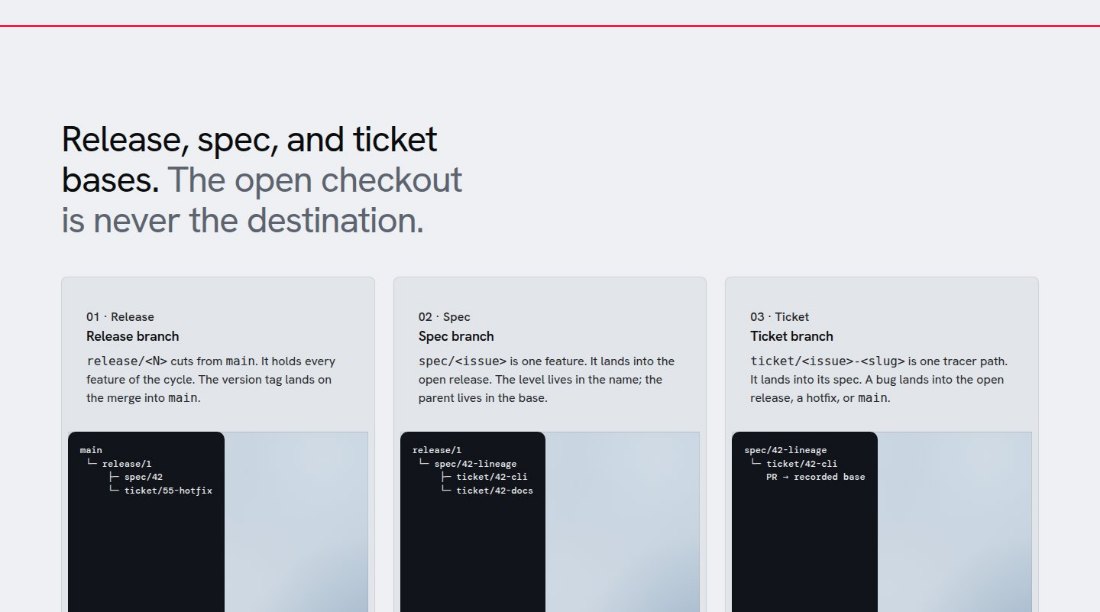 Release, spec, and ticket
bases. The open checkout
is never the destination.
01 · Release
Release branch
release/<N> cuts from main. It holds every
feature of the cycle. The version tag lands on
the merge into main.
main
└─ release/1
├─ spec/42
└─ ticket/55-hotfix
02 · Spec
Spec branch
spec/<issue> is one feature. It lands into the
open release. The level lives in the name; the
parent lives in the base.
release/1
└─ spec/42-lineage
├─ ticket/42-cli
└─ ticket/42-docs
03 · Ticket
Ticket branch
ticket/<issue>-<slug> is one tracer path.
It lands into its spec. A bug lands into the open
release, a hotfix, or main.
spec/42-lineage
└─ ticket/42-cli
PR → recorded base